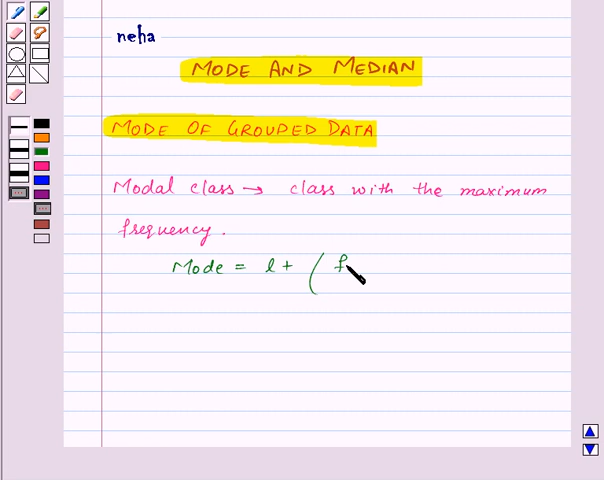 neha
MODE AND MEDIAN
MODE OF GROUPED DATA
Modal class → class with the maximum
frequency.
Mode = l + ( f